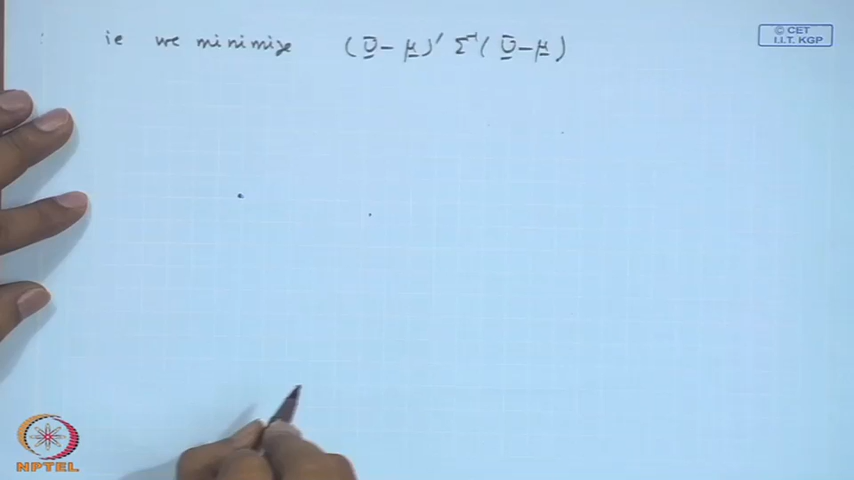 ie we minimize (Ū - μ)' Σ⁻¹ (Ū - μ)
© CET
I.I.T. KGP
NPTEL